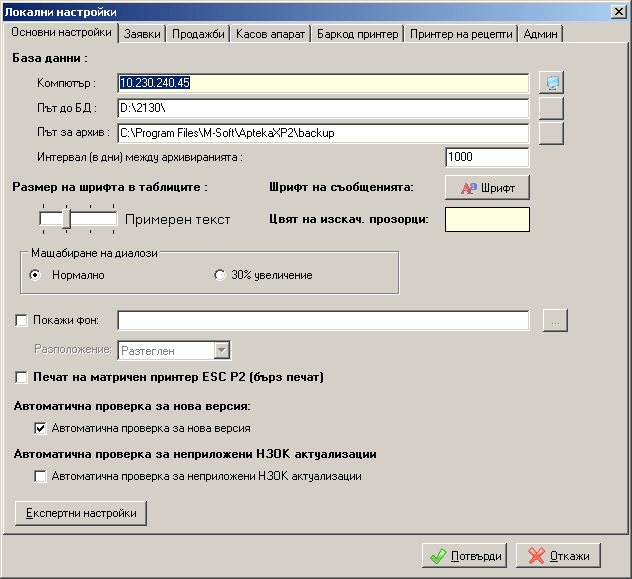 Локални настройки
Основни настройки Заявки Продажби Касов апарат Баркод принтер Принтер на рецепти Админ
База данни :
Компютър : 10.230.240.45
Път до БД : D:\2130\
Път за архив : C:\Program Files\M-Soft\AptekaXP2\backup
Интервал (в дни) между архивиранията : 1000
Размер на шрифта в таблиците : Шрифт на съобщенията: Aa Шрифт
Примерен текст Цвят на изскач. прозорци:
Мащабиране на диалози
Нормално 30% увеличение
Покажи фон: ...
Разположение: Разтеглен
Печат на матричен принтер ESC P2 (бърз печат)
Автоматична проверка за нова версия:
Автоматична проверка за нова версия
Автоматична проверка за неприложени НЗОК актуализации
Автоматична проверка за неприложени НЗОК актуализации
Експертни настройки
Потвърди Откажи